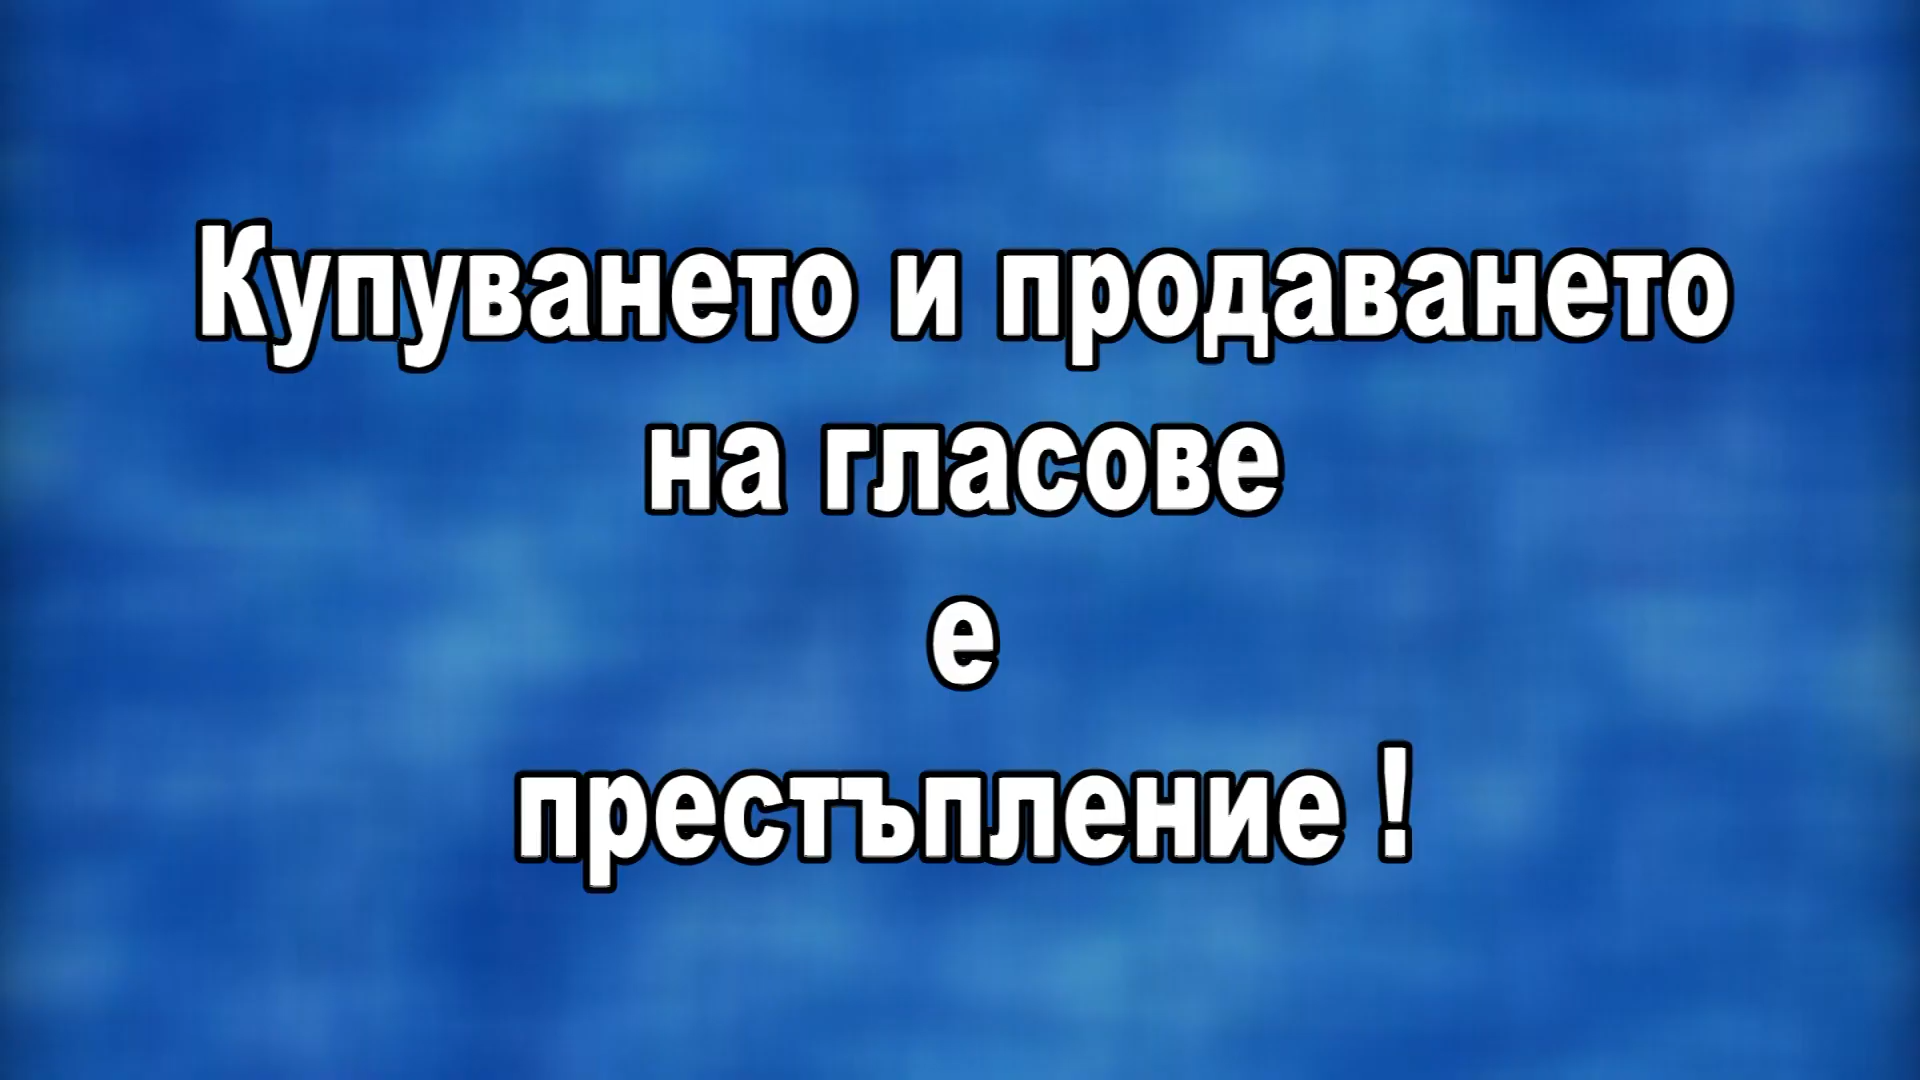 Купуването и продаването
на гласове
е
престъпление !